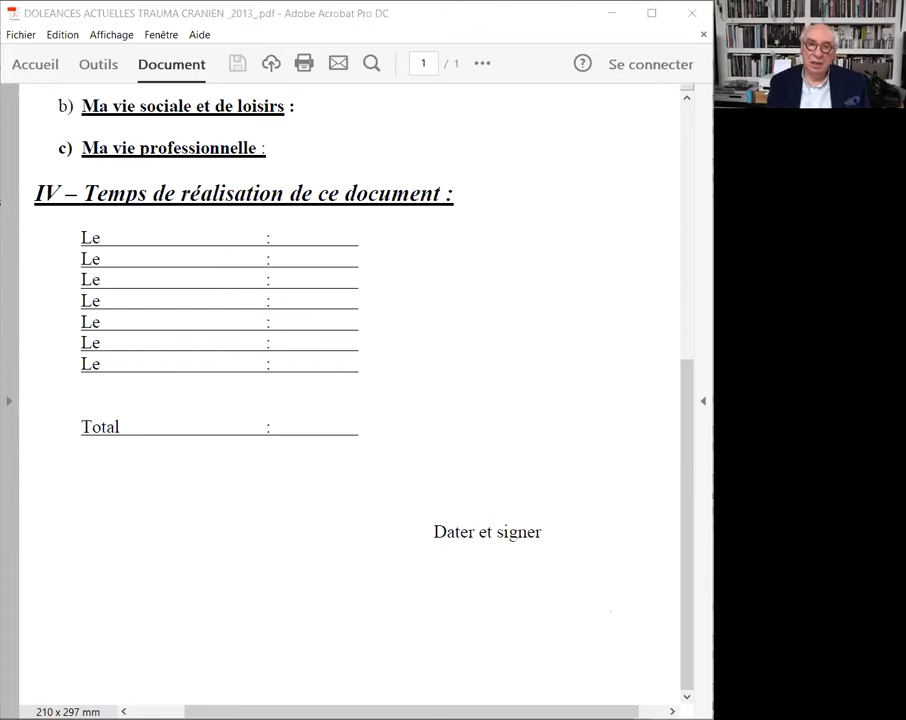 DOLEANCES ACTUELLES TRAUMA CRANIEN _2013_.pdf - Adobe Acrobat Pro DC
Fichier Edition Affichage Fenêtre Aide
Accueil Outils Document 1 / 1 Se connecter
b) Ma vie sociale et de loisirs :
c) Ma vie professionnelle :
IV – Temps de réalisation de ce document :
Le :
Le :
Le :
Le :
Le :
Le :
Le :
Total :
Dater et signer
210 x 297 mm